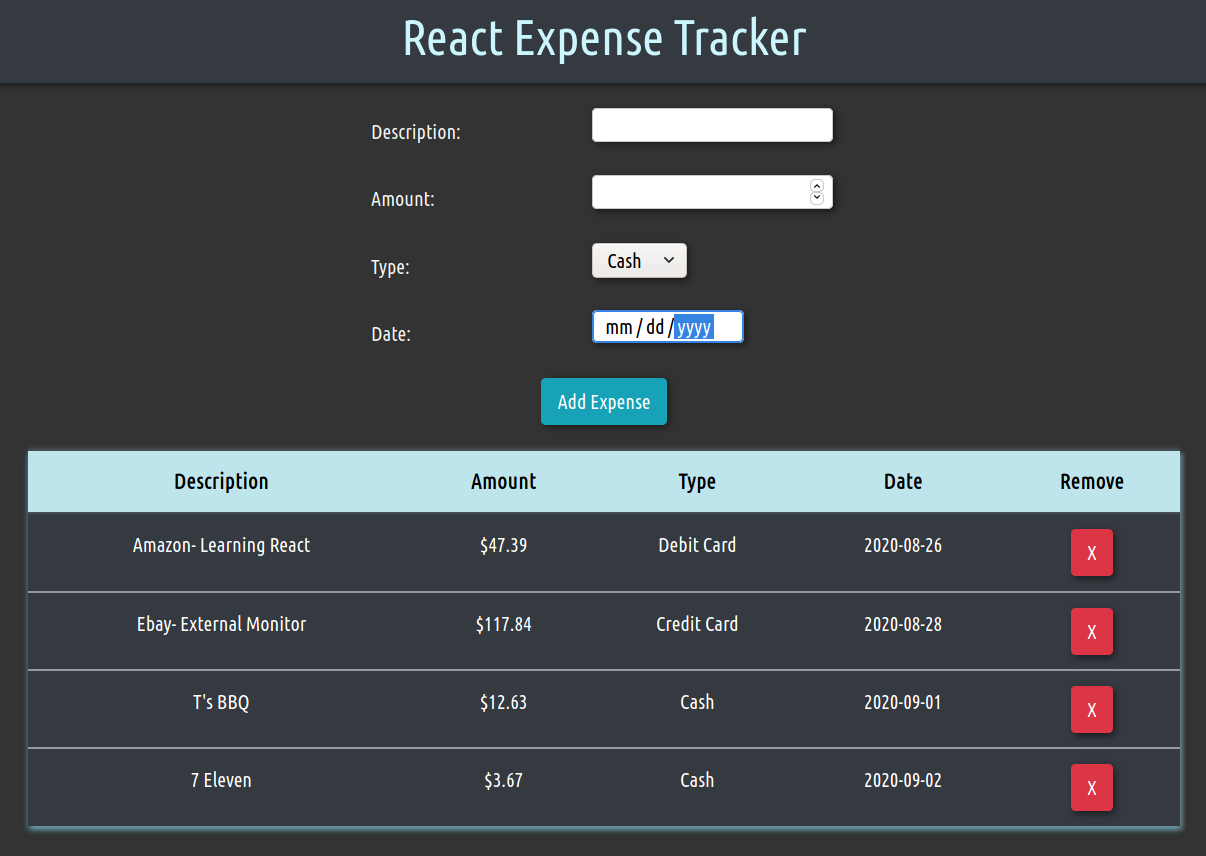 React Expense Tracker
Description:
Amount:
Type: Cash
Date: mm / dd / yyyy
Add Expense
Description Amount Type Date Remove
Amazon- Learning React $47.39 Debit Card 2020-08-26 X
Ebay- External Monitor $117.84 Credit Card 2020-08-28 X
T's BBQ $12.63 Cash 2020-09-01 X
7 Eleven $3.67 Cash 2020-09-02 X